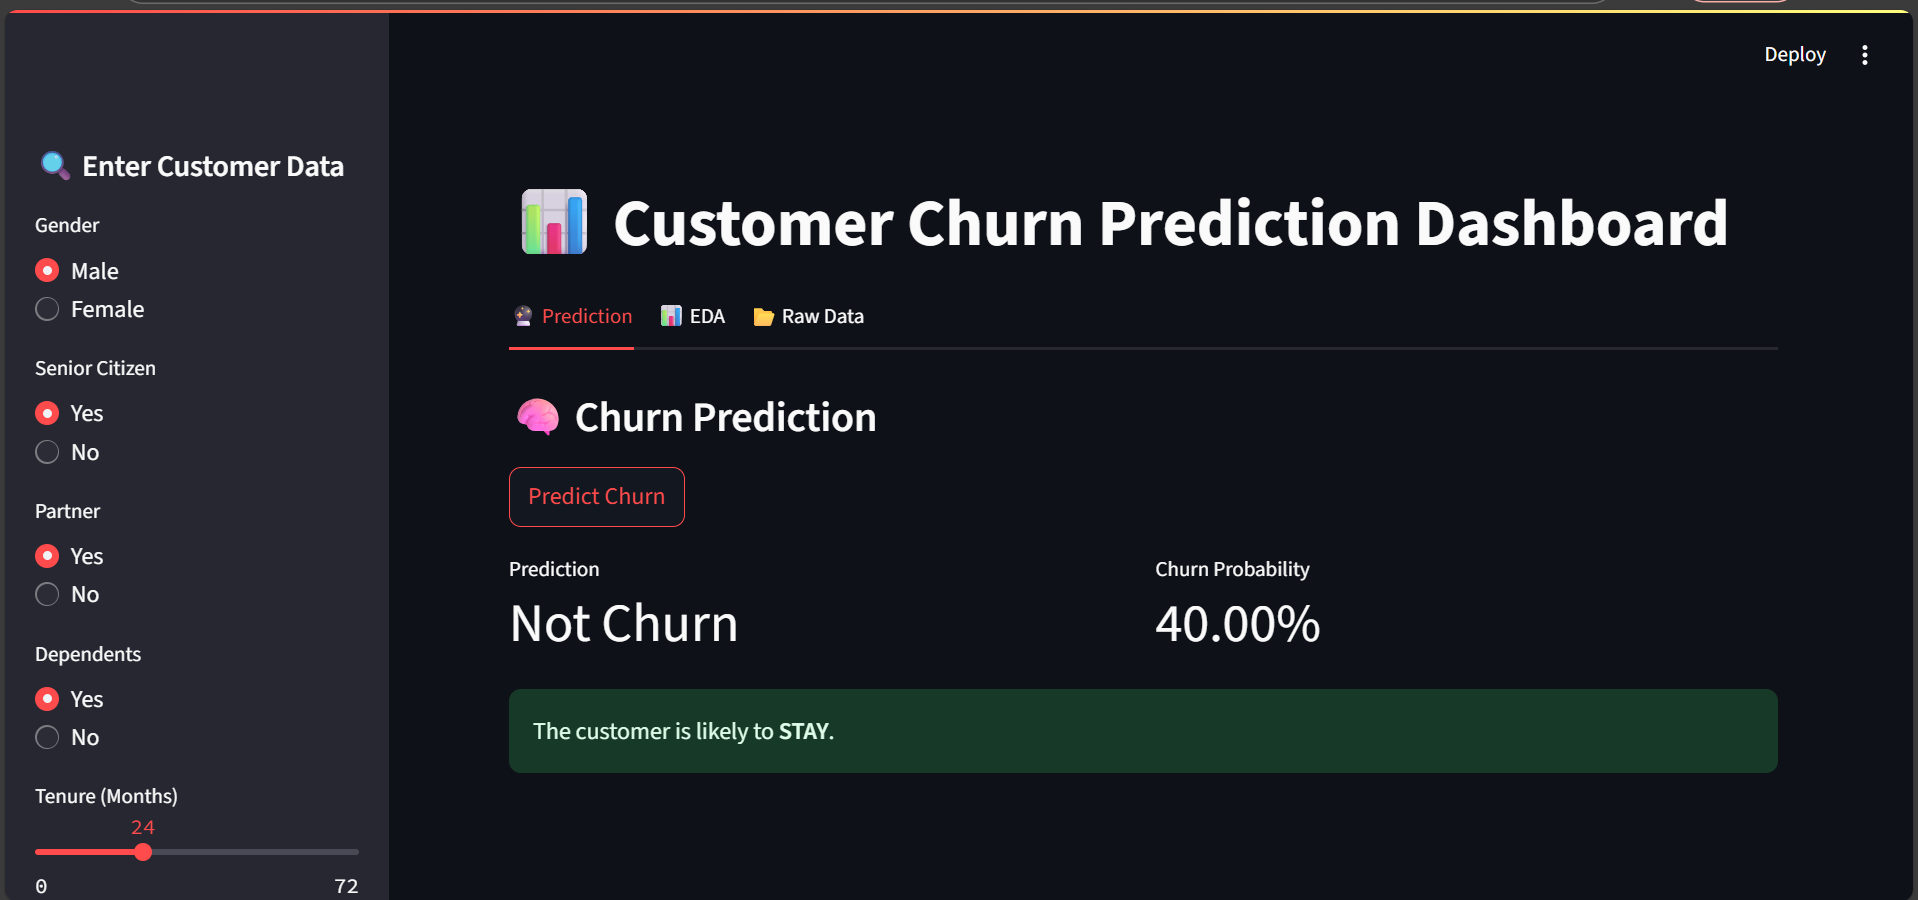 Deploy
Enter Customer Data
Gender
Male
Female
Senior Citizen
Yes
No
Partner
Yes
No
Dependents
Yes
No
Tenure (Months)
24
0 72
Customer Churn Prediction Dashboard
Prediction EDA Raw Data
Churn Prediction
Predict Churn
Prediction
Not Churn
Churn Probability
40.00%
The customer is likely to STAY.